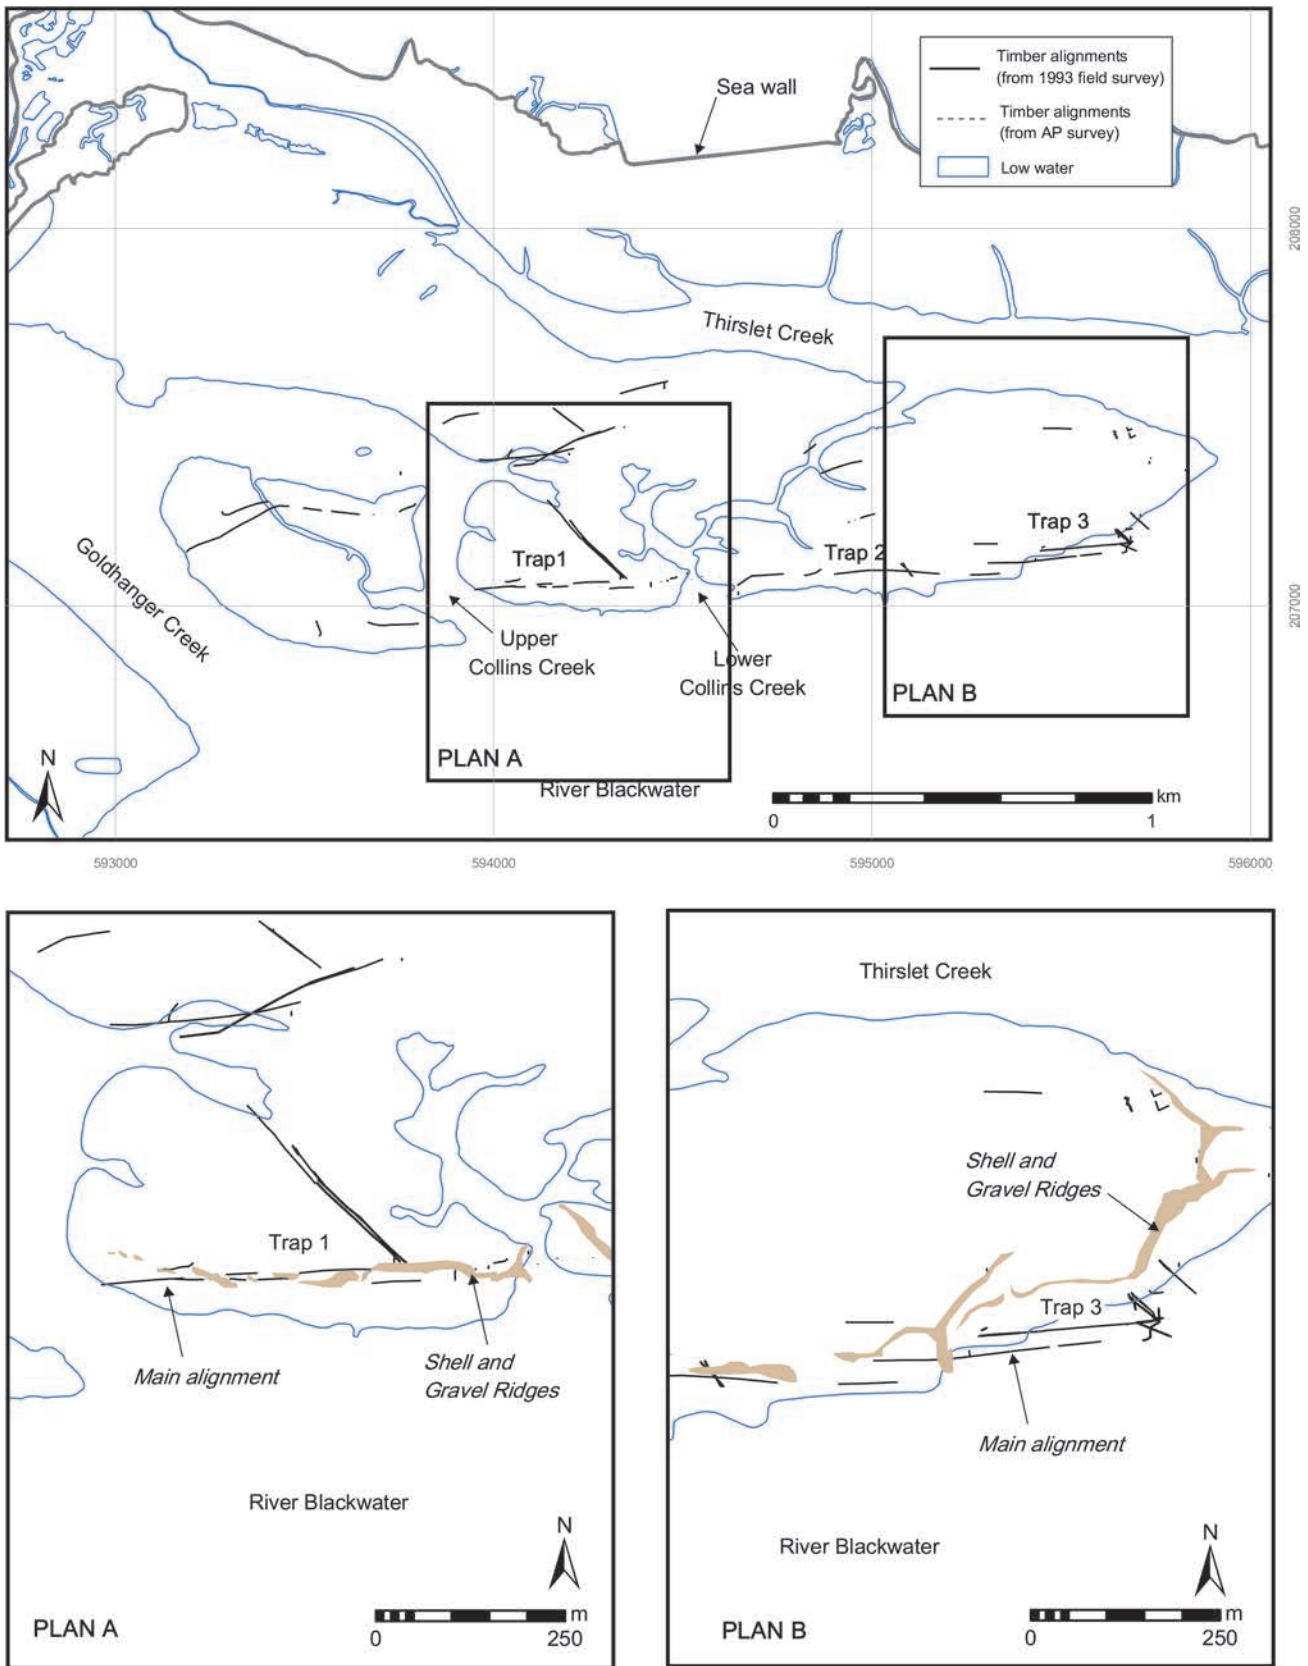 Timber alignments
(from 1993 field survey)
Timber alignments
(from AP survey)
Low water
Sea wall
208000
Thirslet Creek
Trap 3
Trap1
Trap 2
Goldhanger Creek
207000
Upper
Collins Creek
Lower
Collins Creek
PLAN B
N
PLAN A
River Blackwater
km
0
1
593000
594000
595000
596000
Trap 1
Main alignment
Shell and
Gravel Ridges
River Blackwater
N
m
0
250
PLAN A
Thirslet Creek
Shell and
Gravel Ridges
Trap 3
Main alignment
River Blackwater
N
m
0
250
PLAN B